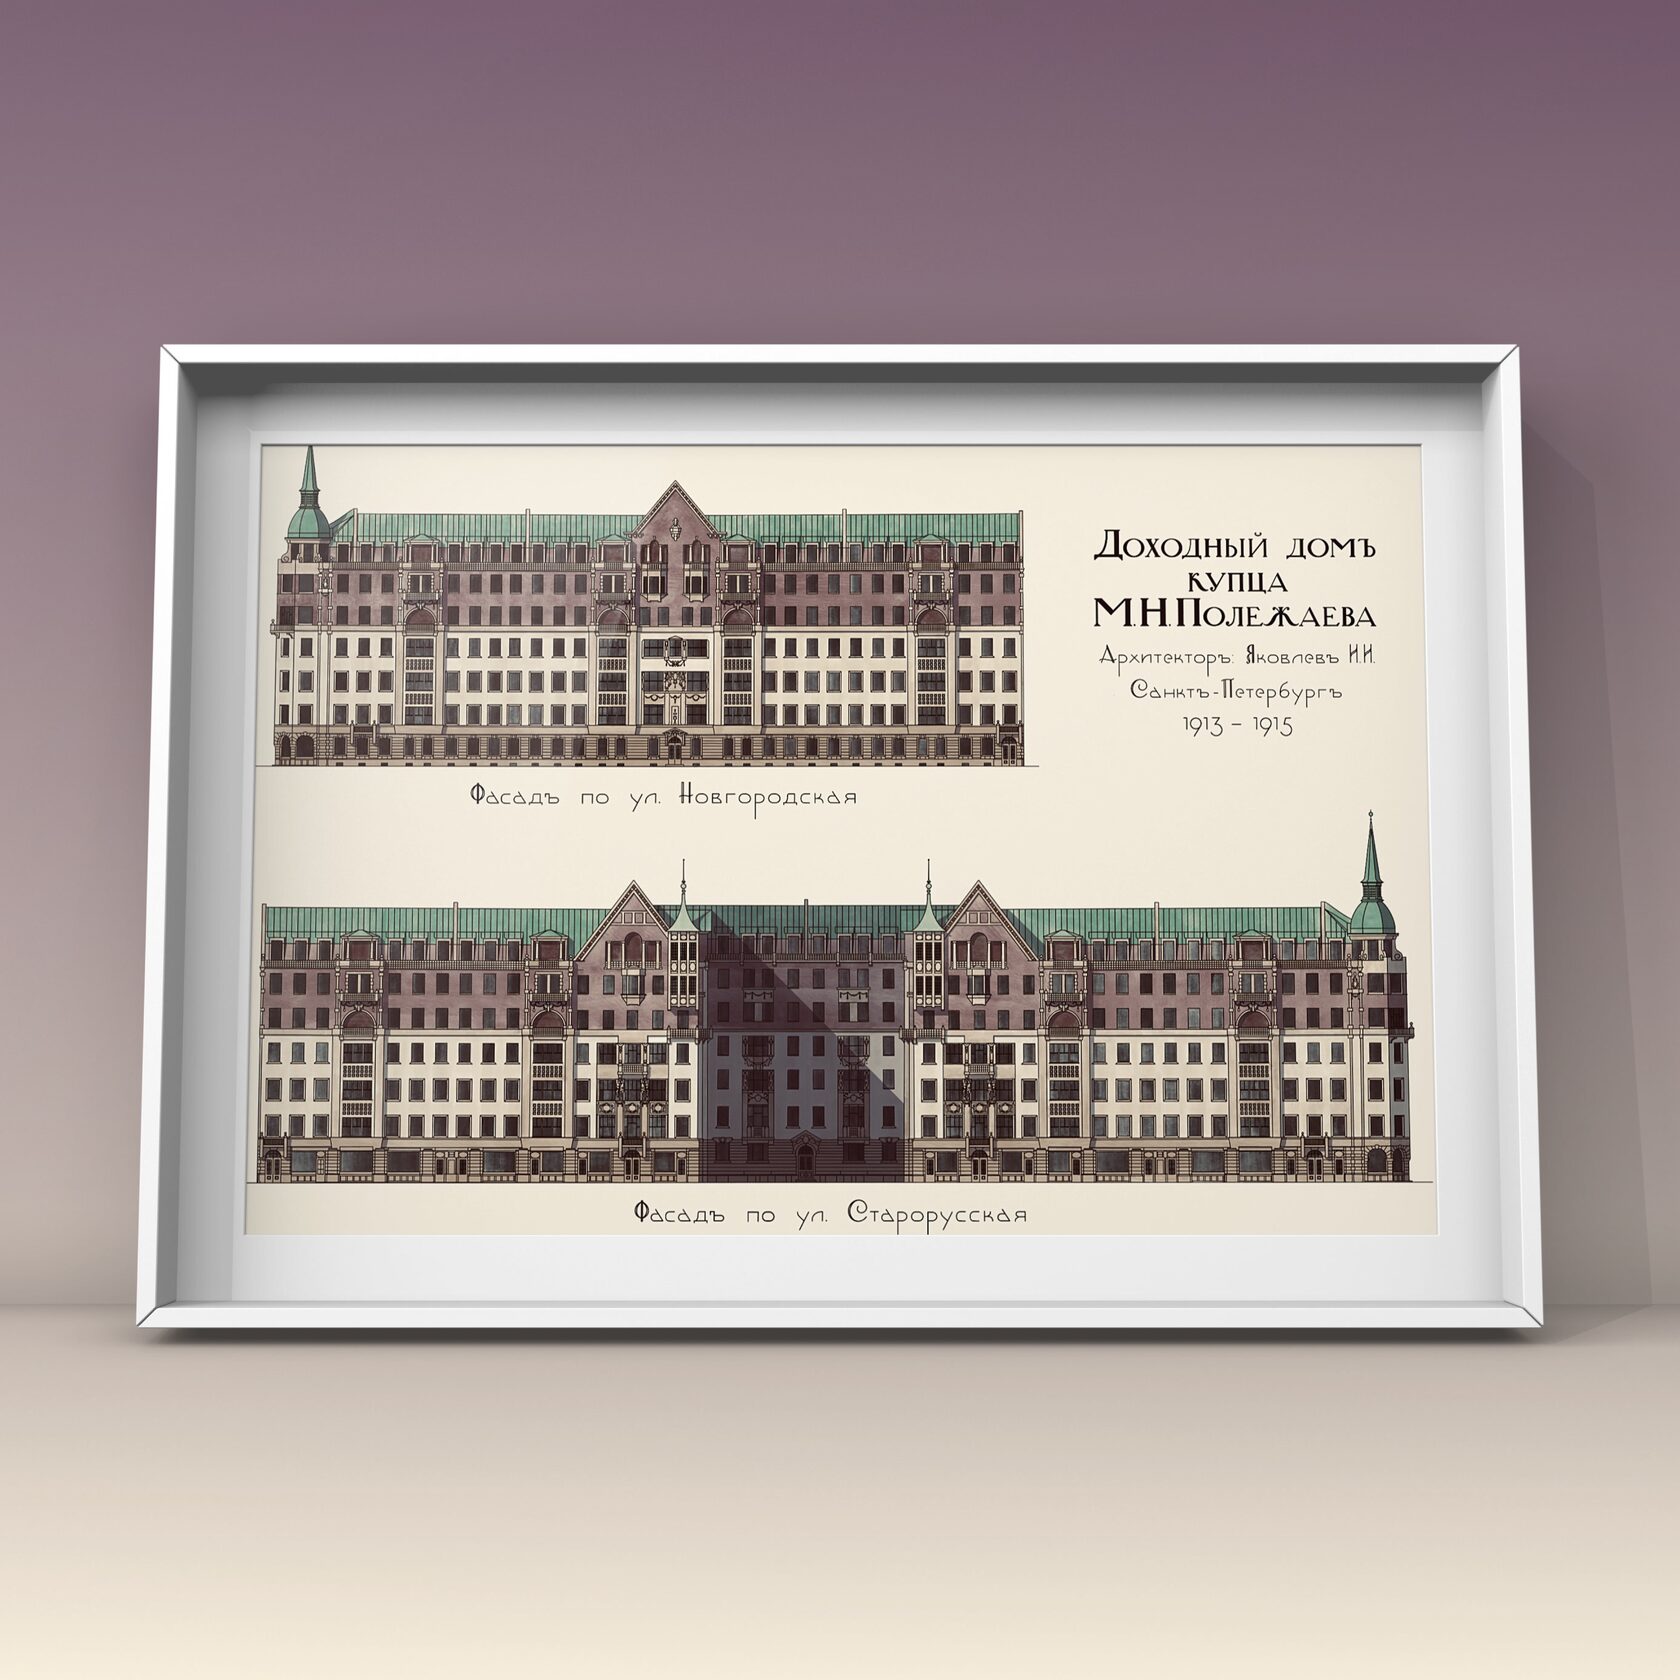 Доходный домъ
купца
М.Н.Полежаева
Архитекторъ: Яковлевъ И.И.
Санктъ-Петербургъ
1913 – 1915
Фасадъ по ул. Новгородская
Фасадъ по ул. Старорусская